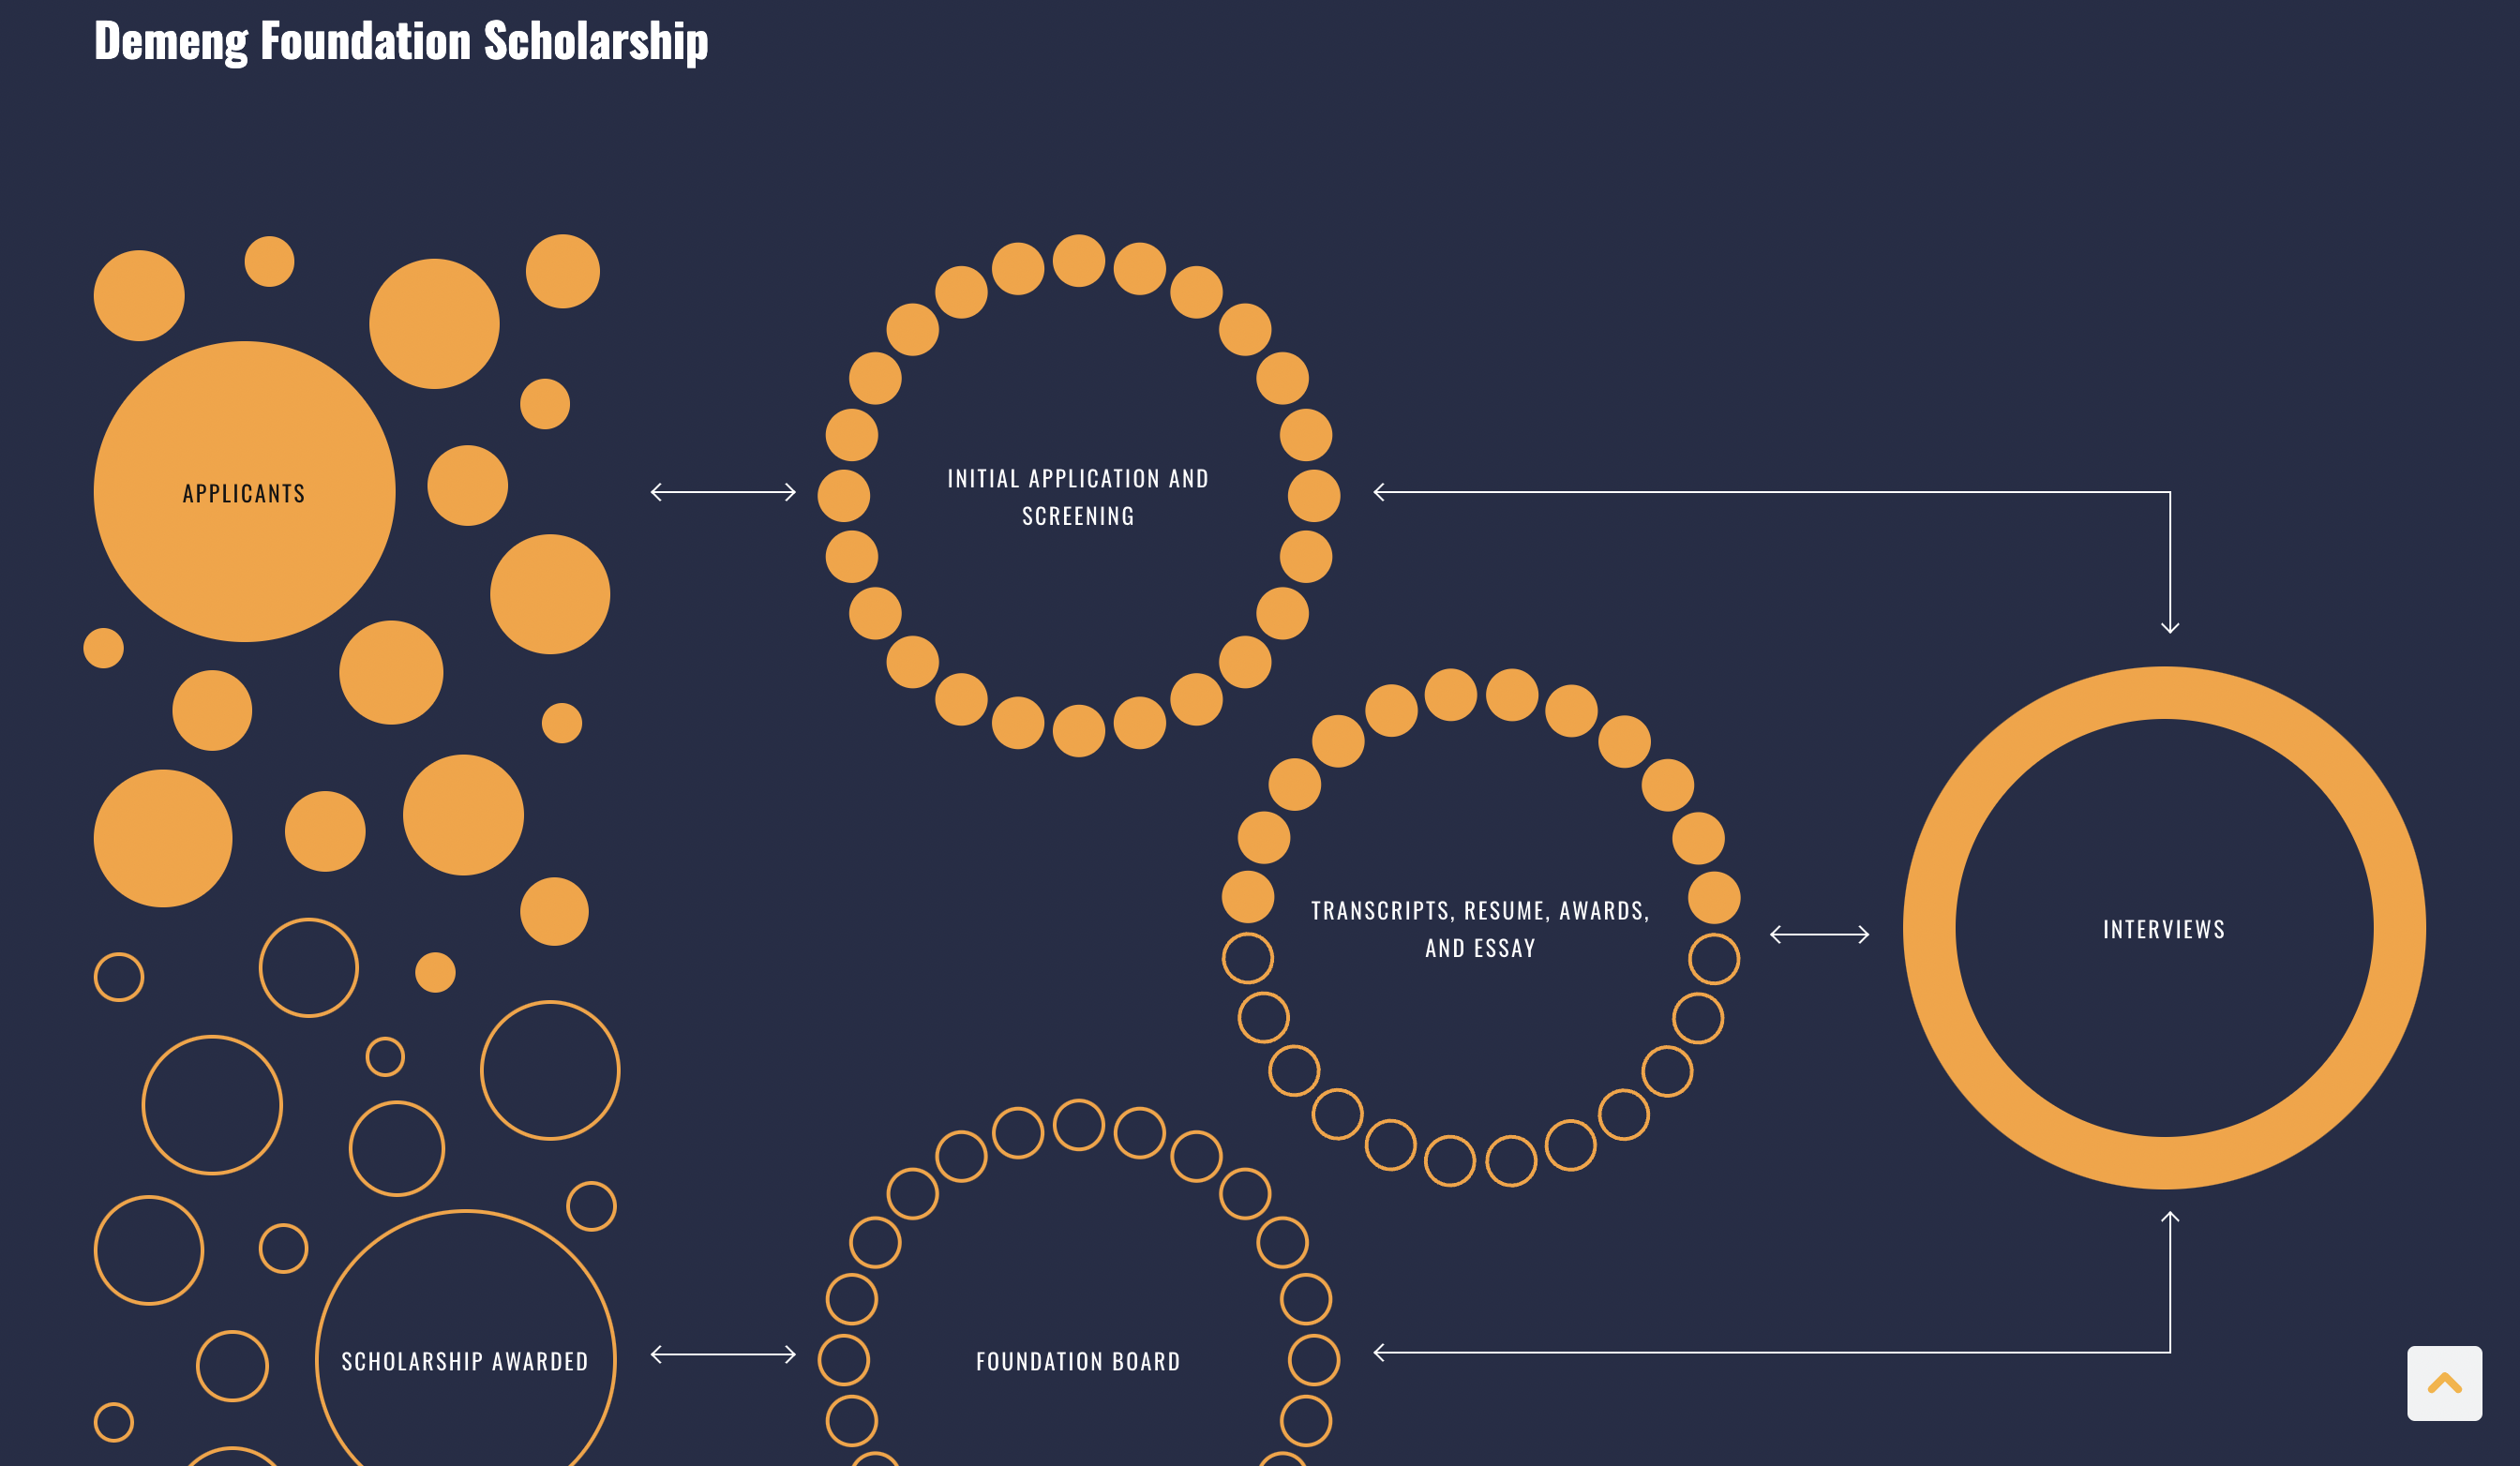 Demeng Foundation Scholarship
APPLICANTS
INITIAL APPLICATION AND
SCREENING
TRANSCRIPTS, RESUME, AWARDS,
AND ESSAY
INTERVIEWS
SCHOLARSHIP AWARDED
FOUNDATION BOARD